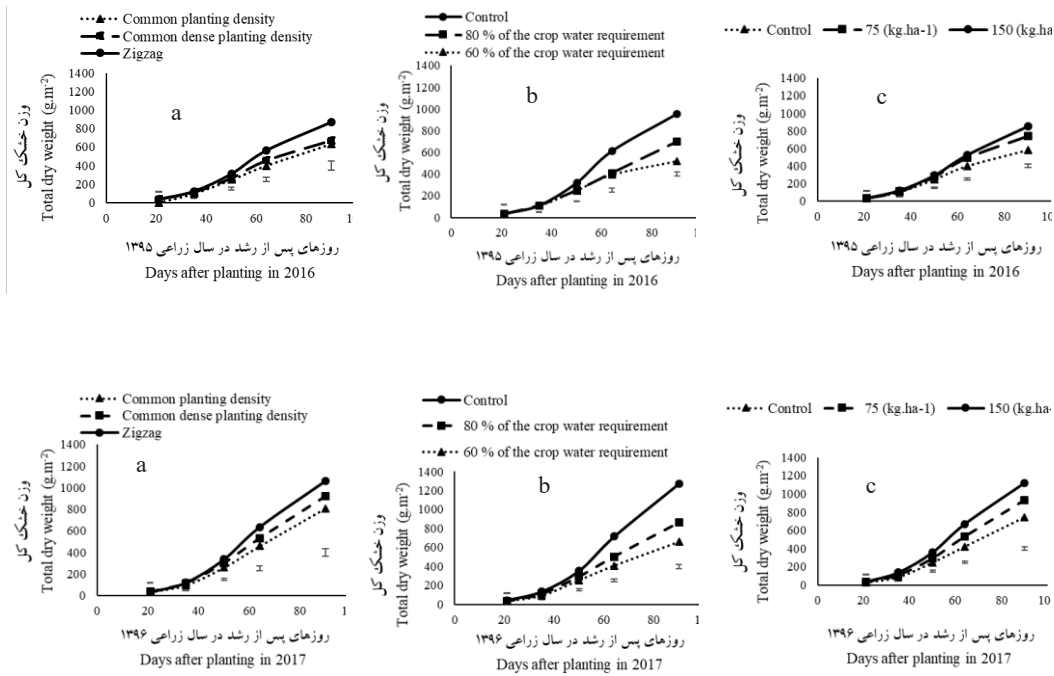 Common planting density
Common dense planting density
Zigzag
وزن خشک کل
Total dry weight (g.m-2)
1400
1200
1000
800
600
400
200
0
a
0 20 40 60 80
روزهای پس از رشد در سال زراعی ۱۳۹۵
Days after planting in 2016
Control
80 % of the crop water requirement
60 % of the crop water requirement
وزن خشک کل
Total dry weight (g.m-2)
1400
1200
1000
800
600
400
200
0
b
0 20 40 60 80
روزهای پس از رشد در سال زراعی ۱۳۹۵
Days after planting in 2016
Control 75 (kg.ha-1) 150 (kg.ha-1)
وزن خشک کل
Total dry weight (g.m-2)
1400
1200
1000
800
600
400
200
0
c
0 20 40 60 80
روزهای پس از رشد در سال زراعی ۱۳۹۵
Days after planting in 2016
Common planting density
Common dense planting density
Zigzag
وزن خشک کل
Total dry weight (g.m-2)
1400
1200
1000
800
600
400
200
0
a
0 20 40 60 80
روزهای پس از رشد در سال زراعی ۱۳۹۶
Days after planting in 2017
Control
80 % of the crop water requirement
60 % of the crop water requirement
وزن خشک کل
Total dry weight (g.m-2)
1400
1200
1000
800
600
400
200
0
b
0 20 40 60 80
روزهای پس از رشد در سال زراعی ۱۳۹۶
Days after planting in 2017
Control 75 (kg.ha-1) 150 (kg.ha-
وزن خشک کل
Total dry weight (g.m-2)
1400
1200
1000
800
600
400
200
0
c
0 20 40 60 80
روزهای پس از رشد در سال زراعی ۱۳۹۶
Days after planting in 2017